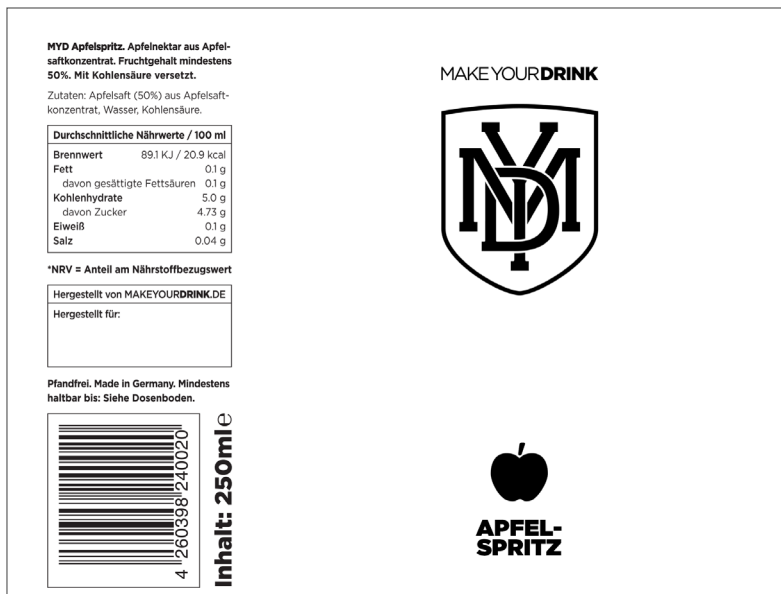 MYD Apfelspritz. Apfelnektar aus Apfel-
saftkonzentrat. Fruchtgehalt mindestens
50%. Mit Kohlensäure versetzt.
Zutaten: Apfelsaft (50%) aus Apfelsaft-
konzentrat, Wasser, Kohlensäure.
Durchschnittliche Nährwerte / 100 ml
Brennwert 89.1 KJ / 20.9 kcal
Fett 0.1 g
davon gesättigte Fettsäuren 0.1 g
Kohlenhydrate 5.0 g
davon Zucker 4.73 g
Eiweiß 0.1 g
Salz 0.04 g
*NRV = Anteil am Nährstoffbezugswert
Hergestellt von MAKEYOURDRINK.DE
Hergestellt für:
Pfandfrei. Made in Germany. Mindestens
haltbar bis: Siehe Dosenboden.
4 260398 240020
Inhalt: 250ml℮
MAKE YOUR DRINK
MYD
APFEL-
SPRITZ